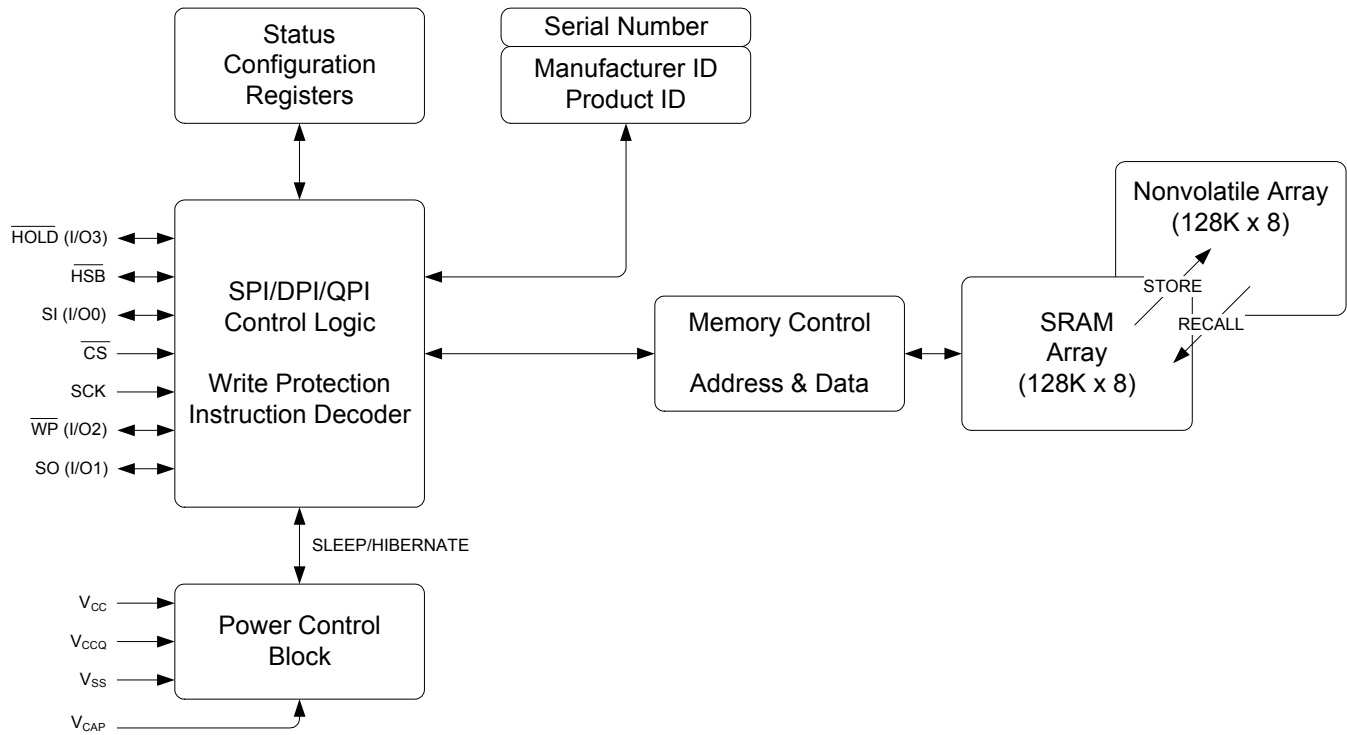 Status
Configuration
Registers
Serial Number
Manufacturer ID
Product ID
Nonvolatile Array
(128K x 8)
HOLD (I/O3)
HSB
SI (I/O0)
CS
SCK
WP (I/O2)
SO (I/O1)
SPI/DPI/QPI
Control Logic
Write Protection
Instruction Decoder
Memory Control
Address & Data
SRAM
Array
(128K x 8)
STORE
RECALL
SLEEP/HIBERNATE
VCC
VCCQ
VSS
VCAP
Power Control
Block